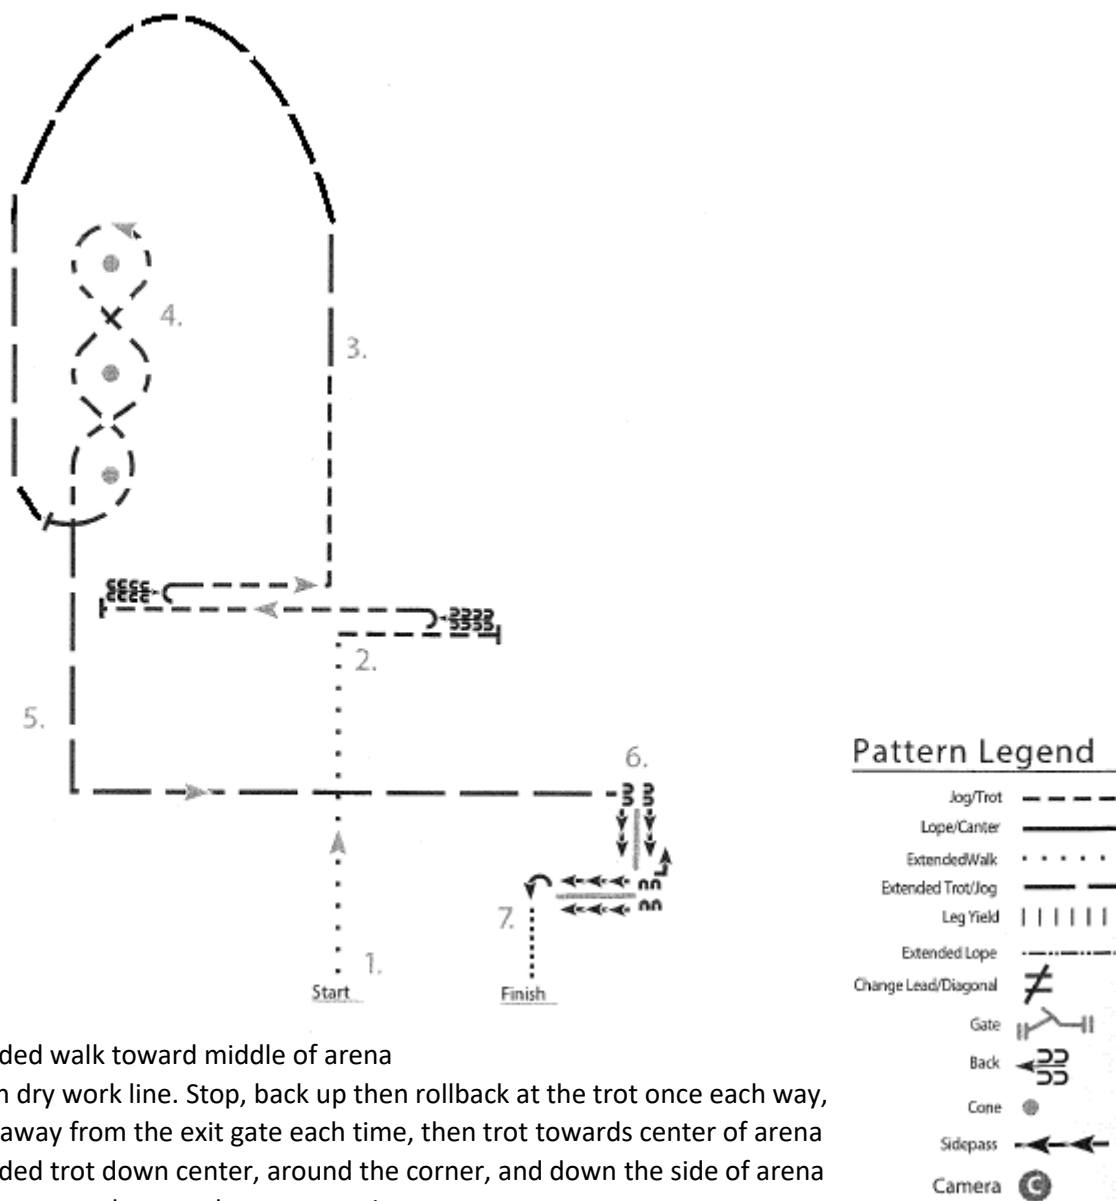 4.
3.
2.
5.
6.
7.
1.
Start
Finish
Pattern Legend
Jog/Trot
Lope/Canter
ExtendedWalk
Extended Trot/Jog
Leg Yield
Extended Lope
Change Lead/Diagonal
Gate
Back
Cone
Sidepass
Camera C
ded walk toward middle of arena
dry work line. Stop, back up then rollback at the trot once each way,
away from the exit gate each time, then trot towards center of arena
ded trot down center, around the corner, and down the side of arena